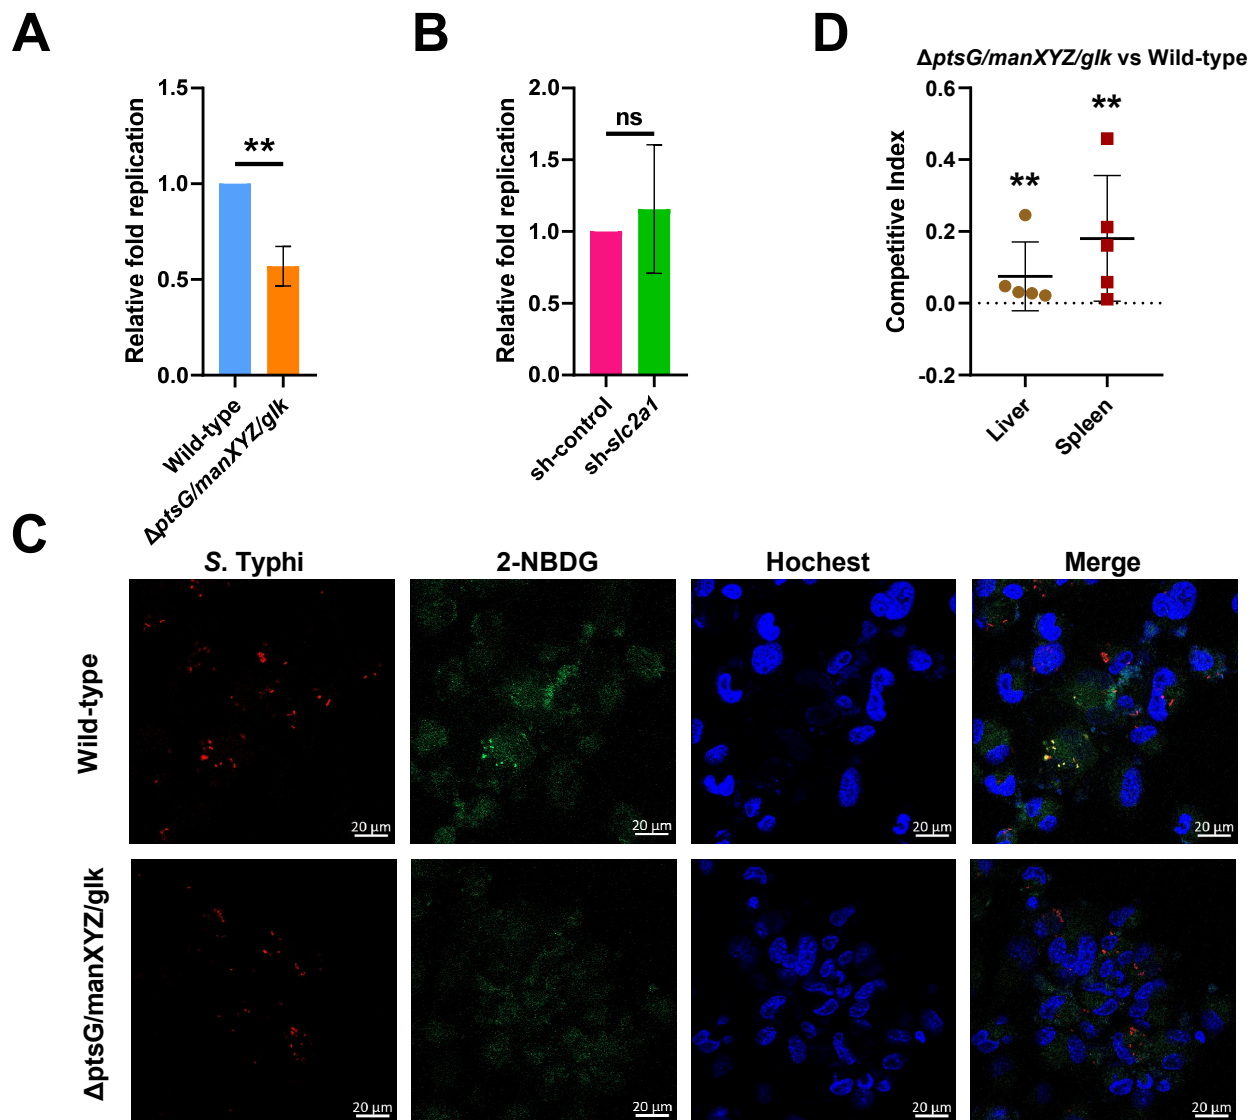 A
Relative fold replication
1.5
1.0
0.5
0.0
**
Wild-type
ΔptsG/manXYZ/glk
B
Relative fold replication
2.0
1.5
1.0
0.5
0.0
ns
sh-control
sh-slc2a1
D
ΔptsG/manXYZ/glk vs Wild-type
Competitive Index
0.6
0.4
0.2
0.0
-0.2
**
**
Liver
Spleen
C
S. Typhi
2-NBDG
Hochest
Merge
Wild-type
20 µm
20 µm
20 µm
20 µm
ΔptsG/manXYZ/glk
20 µm
20 µm
20 µm
20 µm